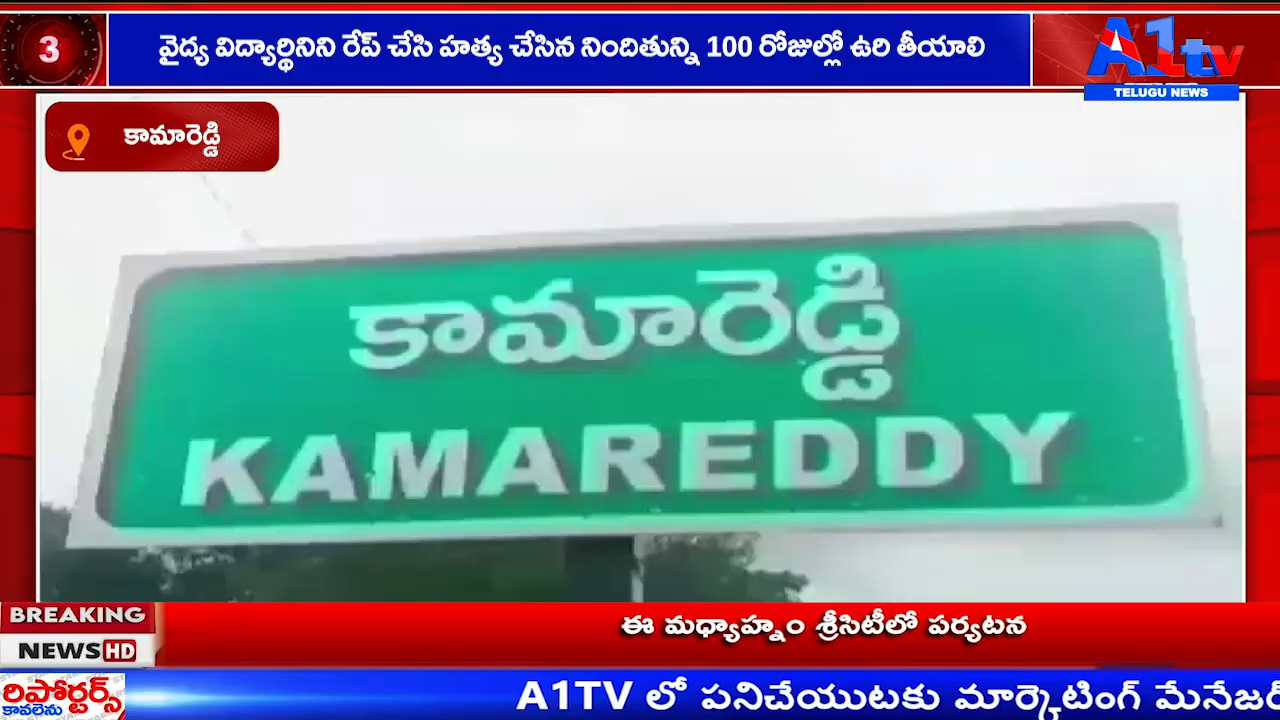 3
వైద్య విద్యార్థినిని రేప్ చేసి హత్య చేసిన నిందితున్ని 100 రోజుల్లో ఉరి తీయాలి
A1tv
TELUGU NEWS
కామారెడ్డి
కామారెడ్డి
KAMAREDDY
BREAKING
NEWS HD
ఈ మధ్యాహ్నం శ్రీసిటీలో పర్యటన
రిపోర్టర్స్
కావలెను
A1TV లో పనిచేయుటకు మార్కెటింగ్ మేనేజర్